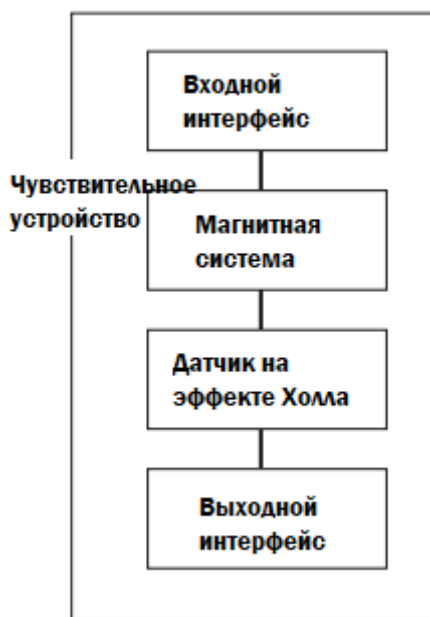 Входной
интерфейс
Чувствительное
устройство
Магнитная
система
Датчик на
эффекте Холла
Выходной
интерфейс